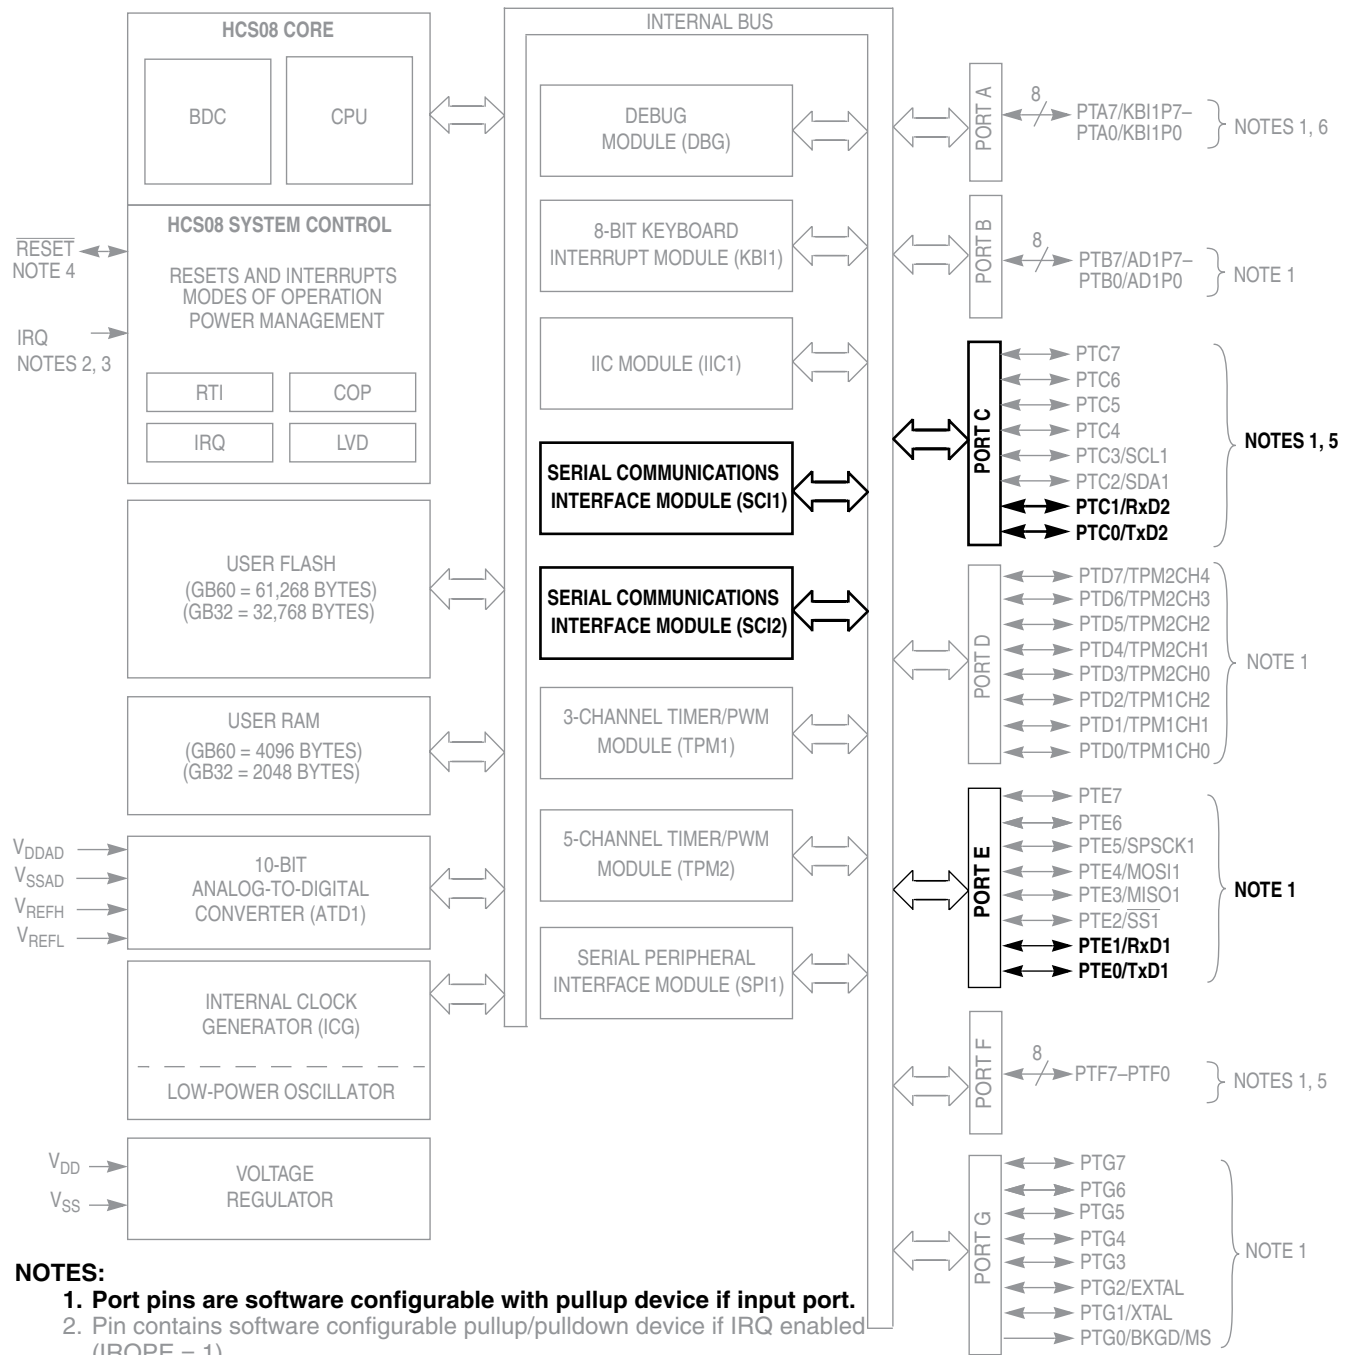 INTERNAL BUS
HCS08 CORE
BDC
CPU
HCS08 SYSTEM CONTROL
RESETS AND INTERRUPTS
MODES OF OPERATION
POWER MANAGEMENT
RTI
COP
IRQ
LVD
RESET
NOTE 4
IRQ
NOTES 2, 3
USER FLASH
(GB60 = 61,268 BYTES)
(GB32 = 32,768 BYTES)
USER RAM
(GB60 = 4096 BYTES)
(GB32 = 2048 BYTES)
VDDAD
VSSAD
VREFH
VREFL
10-BIT
ANALOG-TO-DIGITAL
CONVERTER (ATD1)
INTERNAL CLOCK
GENERATOR (ICG)
LOW-POWER OSCILLATOR
VDD
VSS
VOLTAGE
REGULATOR
DEBUG
MODULE (DBG)
8-BIT KEYBOARD
INTERRUPT MODULE (KBI1)
IIC MODULE (IIC1)
SERIAL COMMUNICATIONS
INTERFACE MODULE (SCI1)
SERIAL COMMUNICATIONS
INTERFACE MODULE (SCI2)
3-CHANNEL TIMER/PWM
MODULE (TPM1)
5-CHANNEL TIMER/PWM
MODULE (TPM2)
SERIAL PERIPHERAL
INTERFACE MODULE (SPI1)
PORT A
8
PTA7/KBI1P7–
PTA0/KBI1P0
NOTES 1, 6
PORT B
8
PTB7/AD1P7–
PTB0/AD1P0
NOTE 1
PORT C
PTC7
PTC6
PTC5
PTC4
PTC3/SCL1
PTC2/SDA1
PTC1/RxD2
PTC0/TxD2
NOTES 1, 5
PORT D
PTD7/TPM2CH4
PTD6/TPM2CH3
PTD5/TPM2CH2
PTD4/TPM2CH1
PTD3/TPM2CH0
PTD2/TPM1CH2
PTD1/TPM1CH1
PTD0/TPM1CH0
NOTE 1
PORT E
PTE7
PTE6
PTE5/SPSCK1
PTE4/MOSI1
PTE3/MISO1
PTE2/SS1
PTE1/RxD1
PTE0/TxD1
NOTE 1
PORT F
8
PTF7–PTF0
NOTES 1, 5
PORT G
PTG7
PTG6
PTG5
PTG4
PTG3
PTG2/EXTAL
PTG1/XTAL
PTG0/BKGD/MS
NOTE 1
NOTES:
1. Port pins are software configurable with pullup device if input port.
2. Pin contains software configurable pullup/pulldown device if IRQ enabled
(IRQPE = 1)